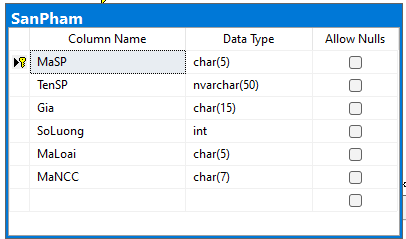 SanPham
Column Name Data Type Allow Nulls
MaSP char(5)
TenSP nvarchar(50)
Gia char(15)
SoLuong int
MaLoai char(5)
MaNCC char(7)